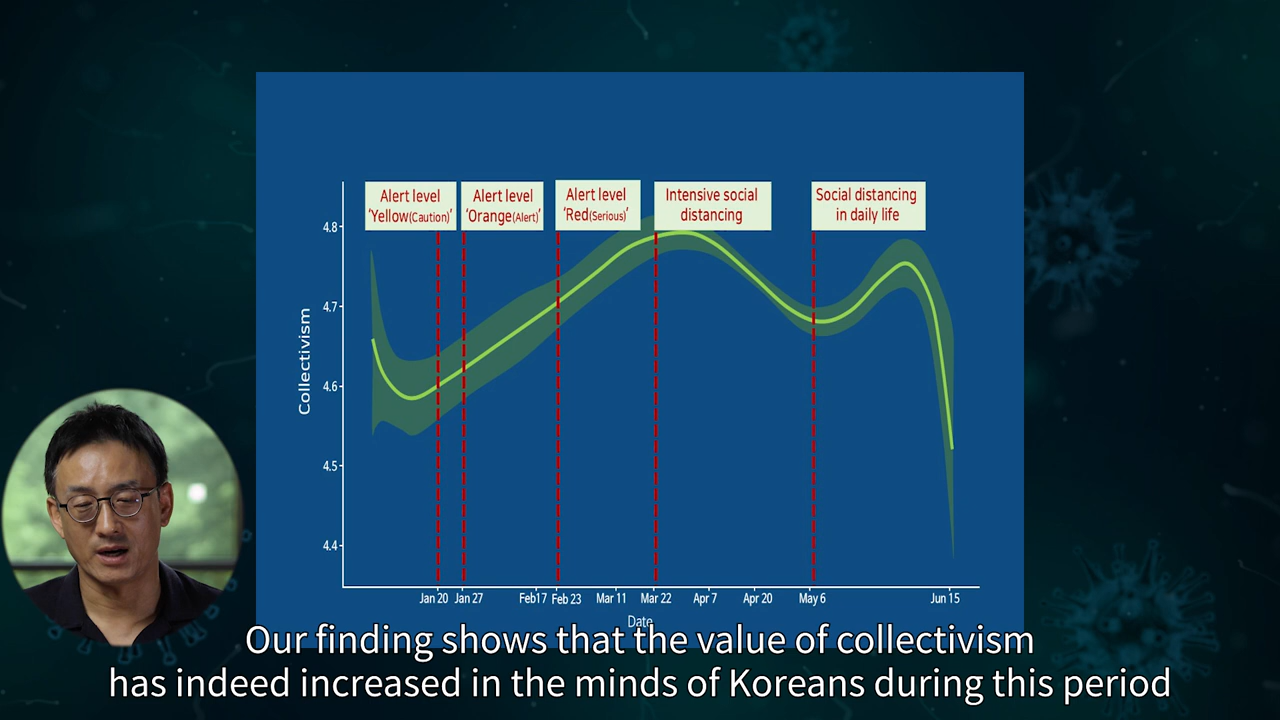 Alert level
'Yellow(Caution)'
Alert level
'Orange(Alert)'
Alert level
'Red(Serious)'
Intensive social
distancing
Social distancing
in daily life
4.8
4.7
4.6
4.5
4.4
Collectivism
Jan 20 Jan 27 Feb17 Feb 23 Mar 11 Mar 22 Apr 7 Apr 20 May 6 Jun 15
Date
Our finding shows that the value of collectivism
has indeed increased in the minds of Koreans during this period